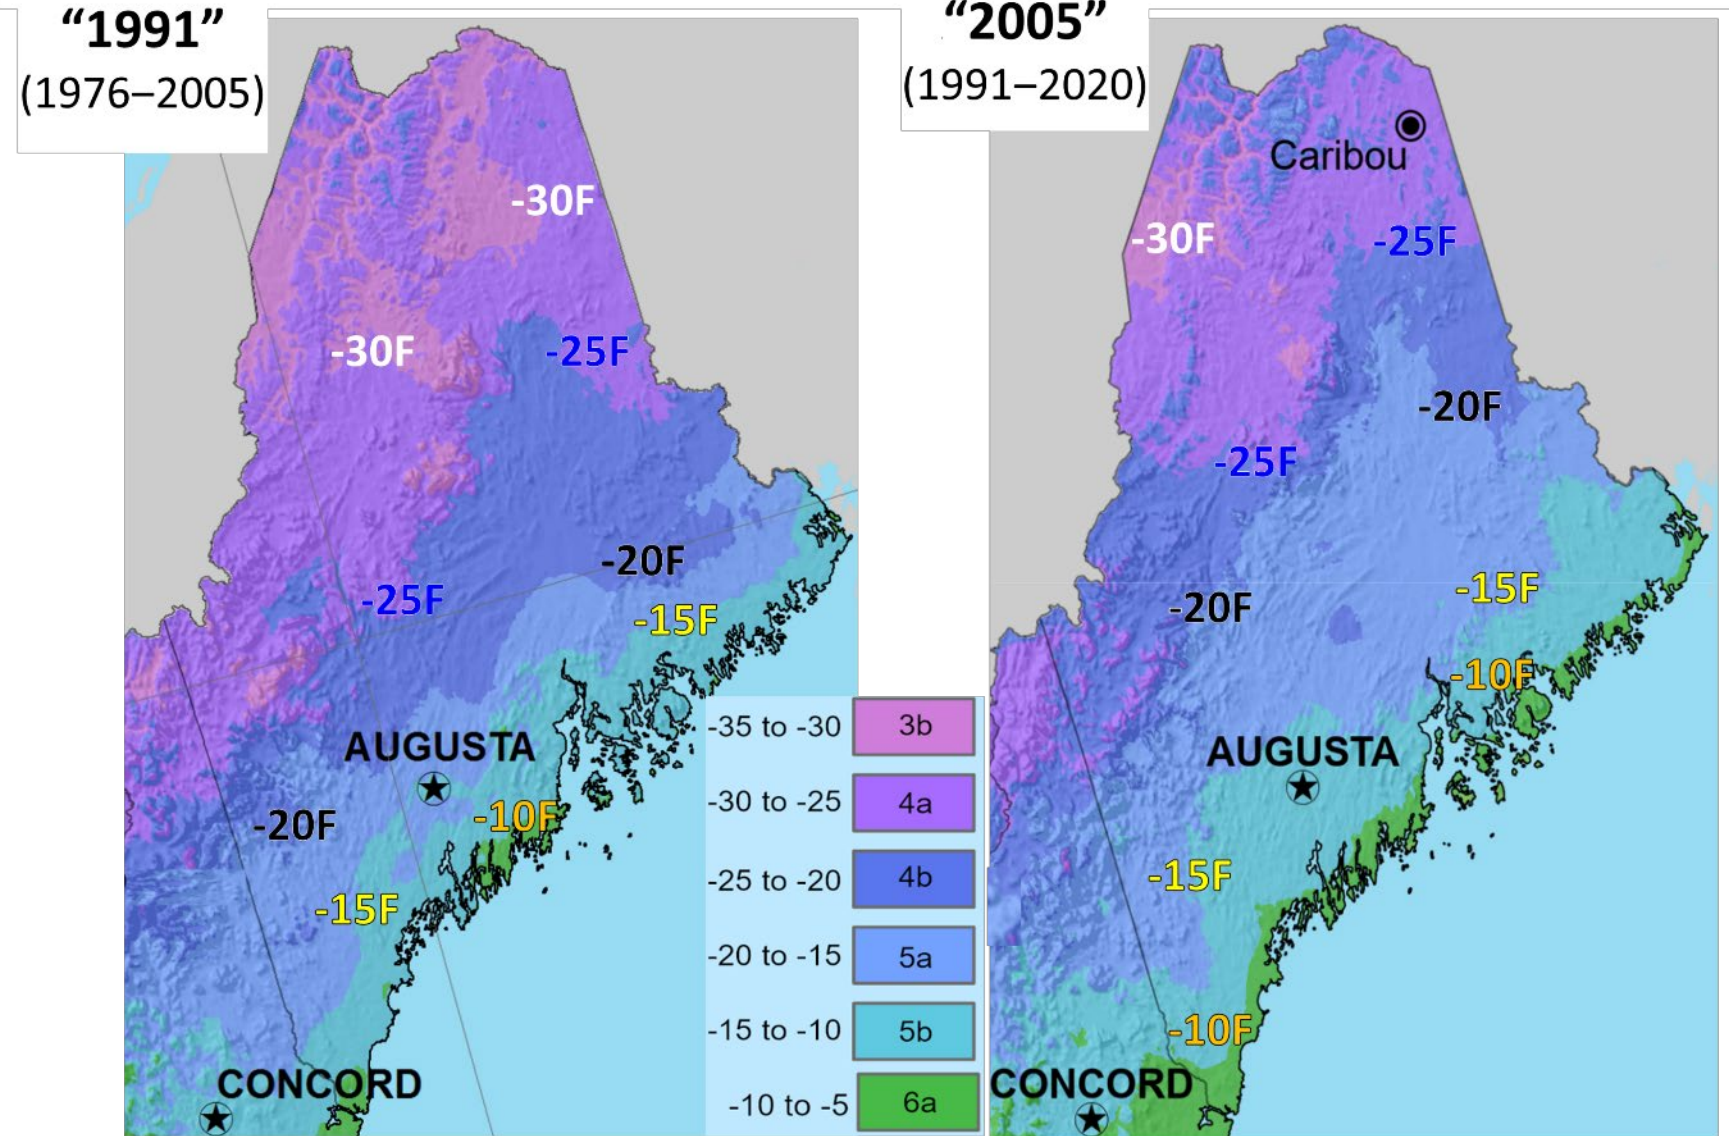 “1991”
(1976–2005)
-30F
-30F
-25F
-25F
-20F
-15F
AUGUSTA
-10F
-20F
-15F
CONCORD
-35 to -30 3b
-30 to -25 4a
-25 to -20 4b
-20 to -15 5a
-15 to -10 5b
-10 to -5 6a
“2005”
(1991–2020)
Caribou
-30F
-25F
-20F
-25F
-15F
-20F
-10F
AUGUSTA
-15F
-10F
CONCORD